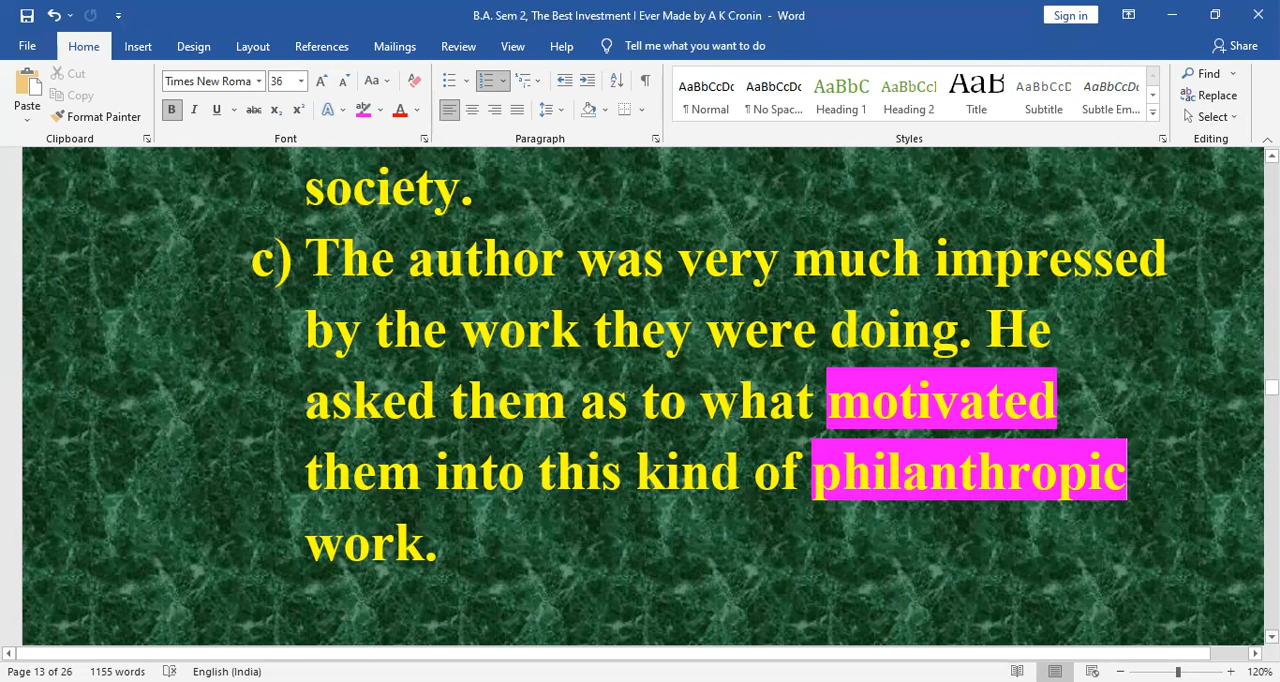 B.A. Sem 2, The Best Investment I Ever Made by A K Cronin - Word
Sign in
File Home Insert Design Layout References Mailings Review View Help Tell me what you want to do Share
Paste
Cut
Copy
Format Painter
Clipboard
Times New Roma 36
Font
Paragraph
AaBbCcDc AaBbCcDc AaBbC AaBbCcI AaB AaBbCcD AaBbCcDt
¶ Normal ¶ No Spac... Heading 1 Heading 2 Title Subtitle Subtle Em...
Styles
Find
Replace
Select
Editing
society.
c) The author was very much impressed
by the work they were doing. He
asked them as to what motivated
them into this kind of philanthropic
work.
Page 13 of 26 1155 words English (India) 120%